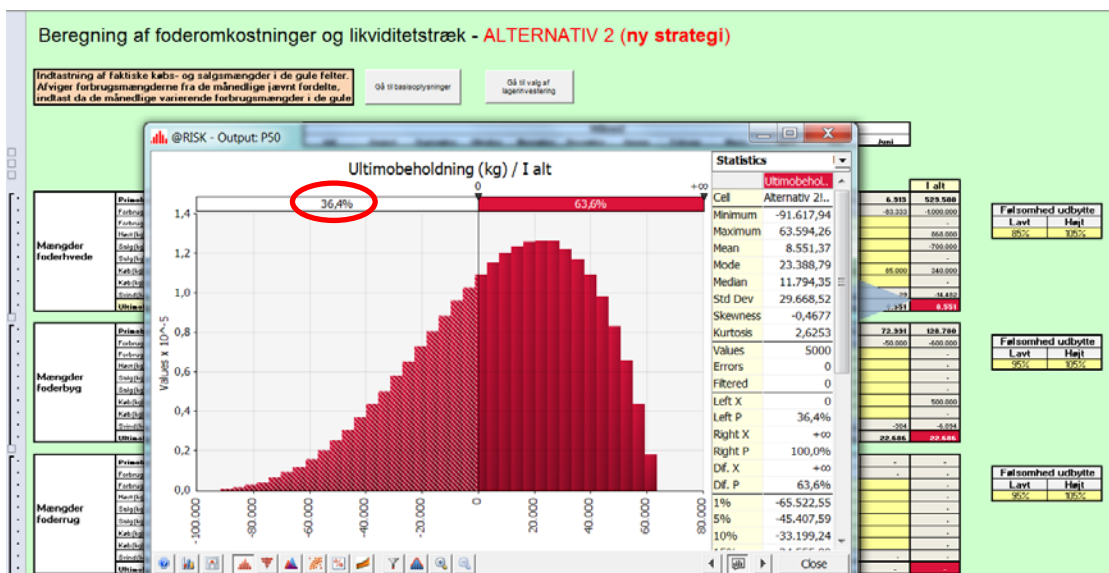 Beregning af foderomkostninger og likviditetstræk - ALTERNATIV 2 (ny strategi)
Indtastning af faktiske købs- og salgsmængder i de gule felter.
Afviger forbrugsmængderne fra de månedlige jævnt fordelte,
indtast da de månedlige varierende forbrugsmængder i de gule
Gå til basisoplysninger
Gå til valg af
lagerinvestering
@RISK - Output: P50
Juni
Ultimobeholdning (kg) / I alt
0
+∞
36,4%
63,6%
1,4
1,2
1,0
0,8
0,6
0,4
0,2
0,0
Values x 10^-5
-100.000
-80.000
-60.000
-40.000
-20.000
0
20.000
40.000
60.000
80.000
Statistics
Ultimobehol..
Cell Alternativ 2!..
Minimum -91.617,94
Maximum 63.594,26
Mean 8.551,37
Mode 23.388,79
Median 11.794,35
Std Dev 29.668,52
Skewness -0,4677
Kurtosis 2,6253
Values 5000
Errors 0
Filtered 0
Left X 0
Left P 36,4%
Right X +∞
Right P 100,0%
Dif. X +∞
Dif. P 63,6%
1% -65.522,55
5% -45.407,59
10% -33.199,24
Close
Mængder
foderhvede
I alt
6.913 529.500
-83.333 -1.000.000
868.000
-700.000
85.000 340.000
8.551
Følsomhed udbytte
Lavt Højt
85% 105%
Mængder
foderbyg
72.991 128.780
-50.000 -600.000
500.000
-304 -6.094
22.686 22.686
Følsomhed udbytte
Lavt Højt
95% 105%
Mængder
foderrug
Følsomhed udbytte
Lavt Højt
95% 105%